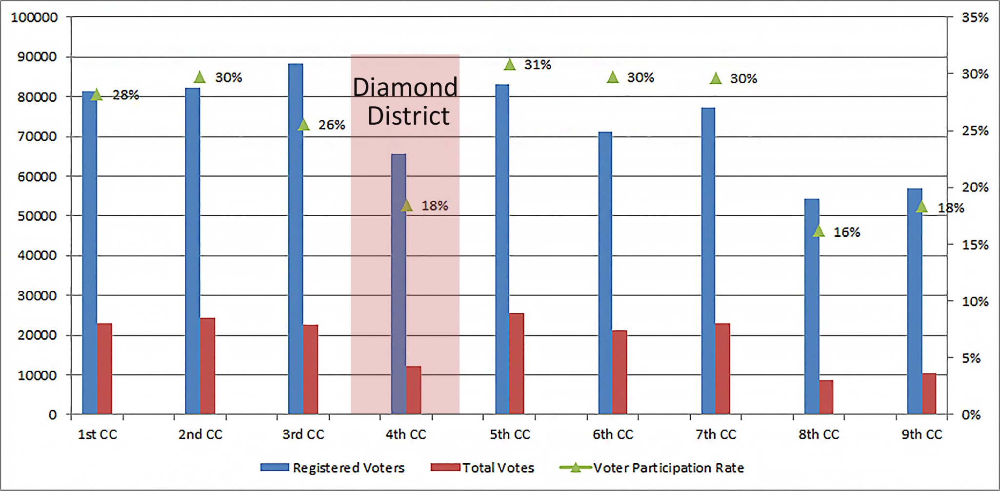 100000
90000
80000
70000
60000
50000
40000
30000
20000
10000
0
35%
30%
25%
20%
15%
10%
5%
0%
28%
30%
26%
Diamond
District
18%
31%
30%
30%
16%
18%
1st CC
2nd CC
3rd CC
4th CC
5th CC
6th CC
7th CC
8th CC
9th CC
Registered Voters
Total Votes
Voter Participation Rate